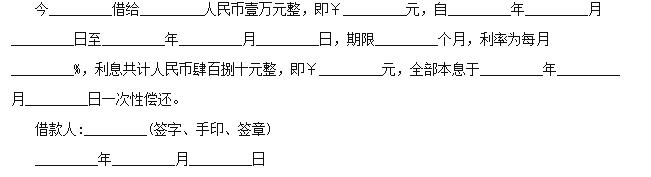 今________借给________人民币壹万元整，即￥________元，自________年________月
________日至________年________月________日，期限________个月，利率为每月
________%，利息共计人民币肆百捌十元整，即￥________元，全部本息于________年________
月________日一次性偿还。
借款人:________(签字、手印、签章)
________年________月________日